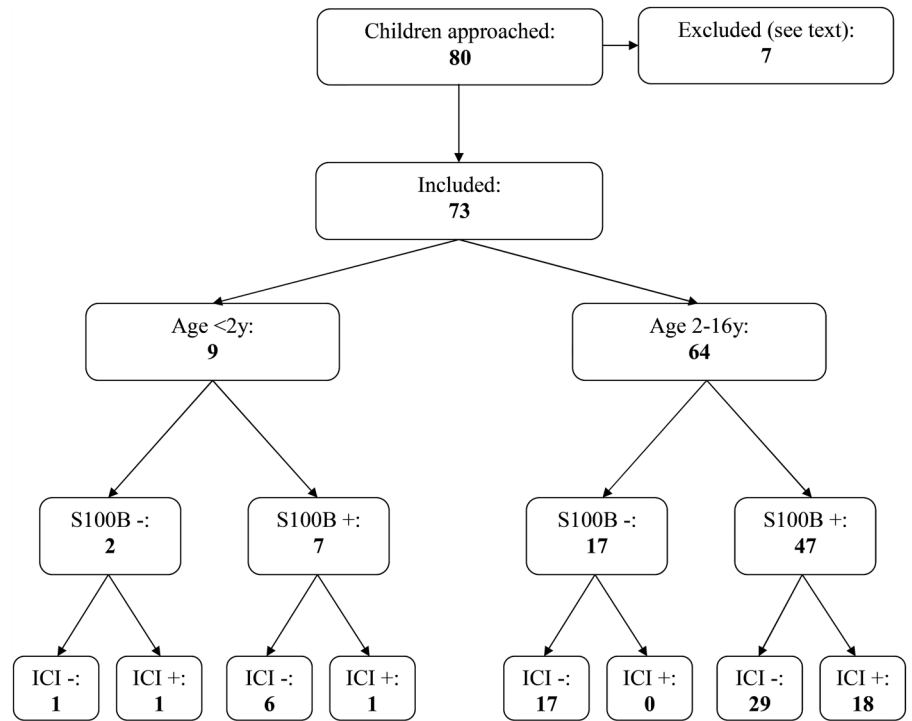 Children approached:
80
Excluded (see text):
7
Included:
73
Age <2y:
9
Age 2-16y:
64
S100B -:
2
S100B +:
7
S100B -:
17
S100B +:
47
ICI -:
1
ICI +:
1
ICI -:
6
ICI +:
1
ICI -:
17
ICI +:
0
ICI -:
29
ICI +:
18